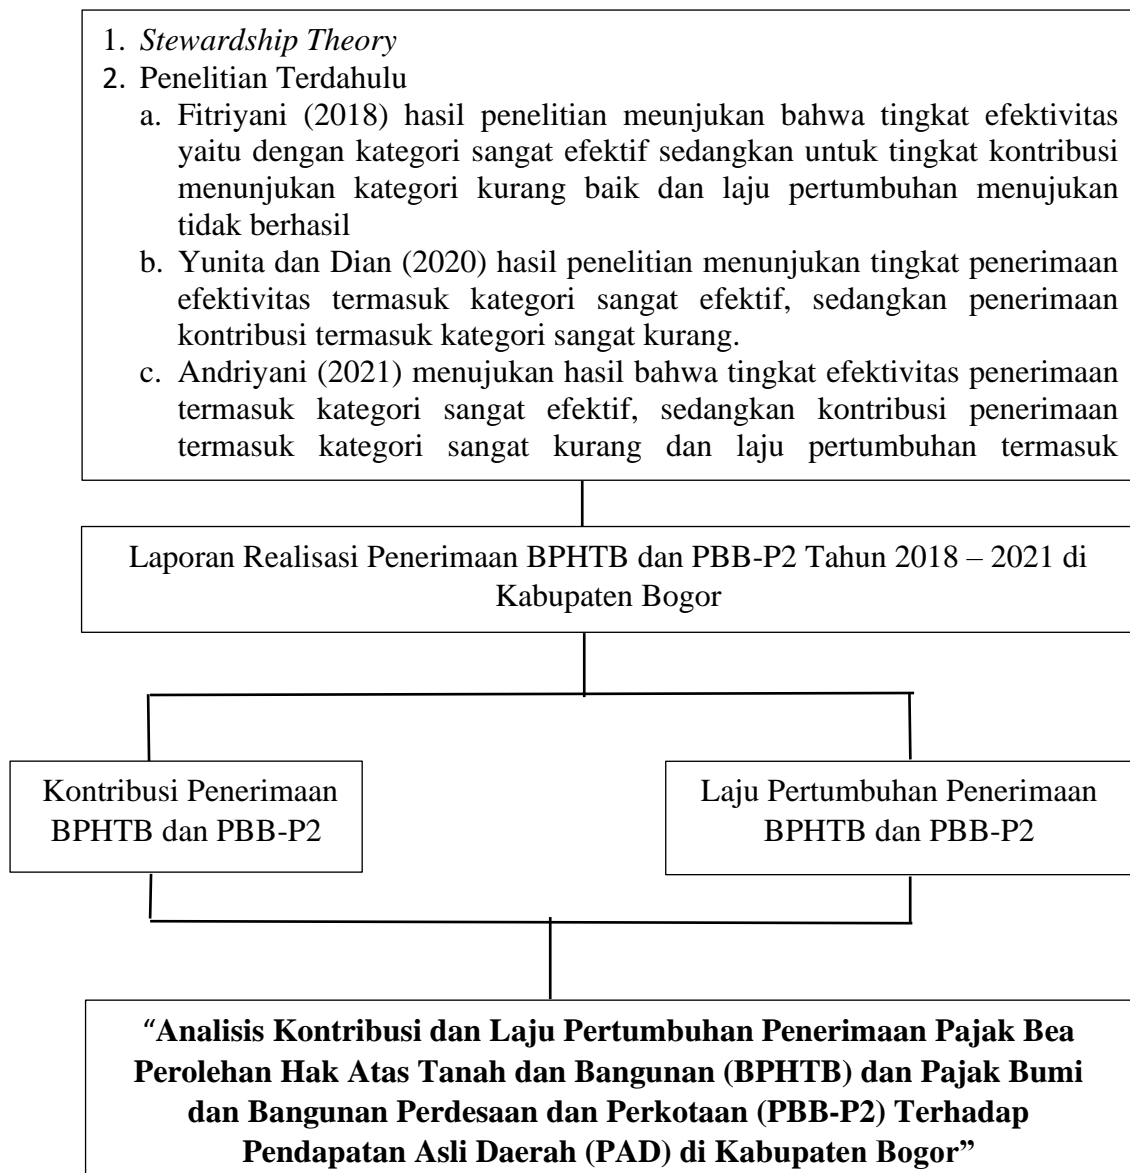 1. Stewardship Theory
2. Penelitian Terdahulu
a. Fitriyani (2018) hasil penelitian meunjukan bahwa tingkat efektivitas
yaitu dengan kategori sangat efektif sedangkan untuk tingkat kontribusi
menunjukan kategori kurang baik dan laju pertumbuhan menujukan
tidak berhasil
b. Yunita dan Dian (2020) hasil penelitian menunjukan tingkat penerimaan
efektivitas termasuk kategori sangat efektif, sedangkan penerimaan
kontribusi termasuk kategori sangat kurang.
c. Andriyani (2021) menujukan hasil bahwa tingkat efektivitas penerimaan
termasuk kategori sangat efektif, sedangkan kontribusi penerimaan
termasuk kategori sangat kurang dan laju pertumbuhan termasuk
Laporan Realisasi Penerimaan BPHTB dan PBB-P2 Tahun 2018 – 2021 di
Kabupaten Bogor
Kontribusi Penerimaan
BPHTB dan PBB-P2
Laju Pertumbuhan Penerimaan
BPHTB dan PBB-P2
“Analisis Kontribusi dan Laju Pertumbuhan Penerimaan Pajak Bea
Perolehan Hak Atas Tanah dan Bangunan (BPHTB) dan Pajak Bumi
dan Bangunan Perdesaan dan Perkotaan (PBB-P2) Terhadap
Pendapatan Asli Daerah (PAD) di Kabupaten Bogor”